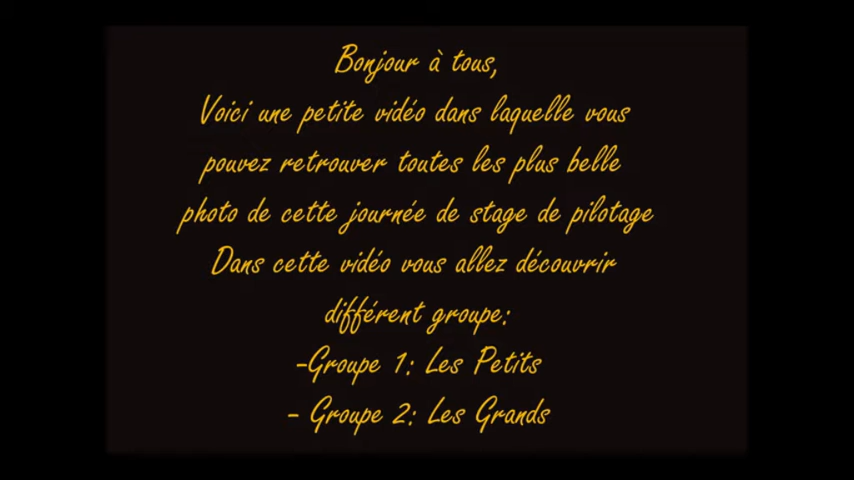 Bonjour à tous,
Voici une petite vidéo dans laquelle vous
pouvez retrouver toutes les plus belle
photo de cette journée de stage de pilotage
Dans cette vidéo vous allez découvrir
différent groupe:
-Groupe 1: Les Petits
- Groupe 2: Les Grands